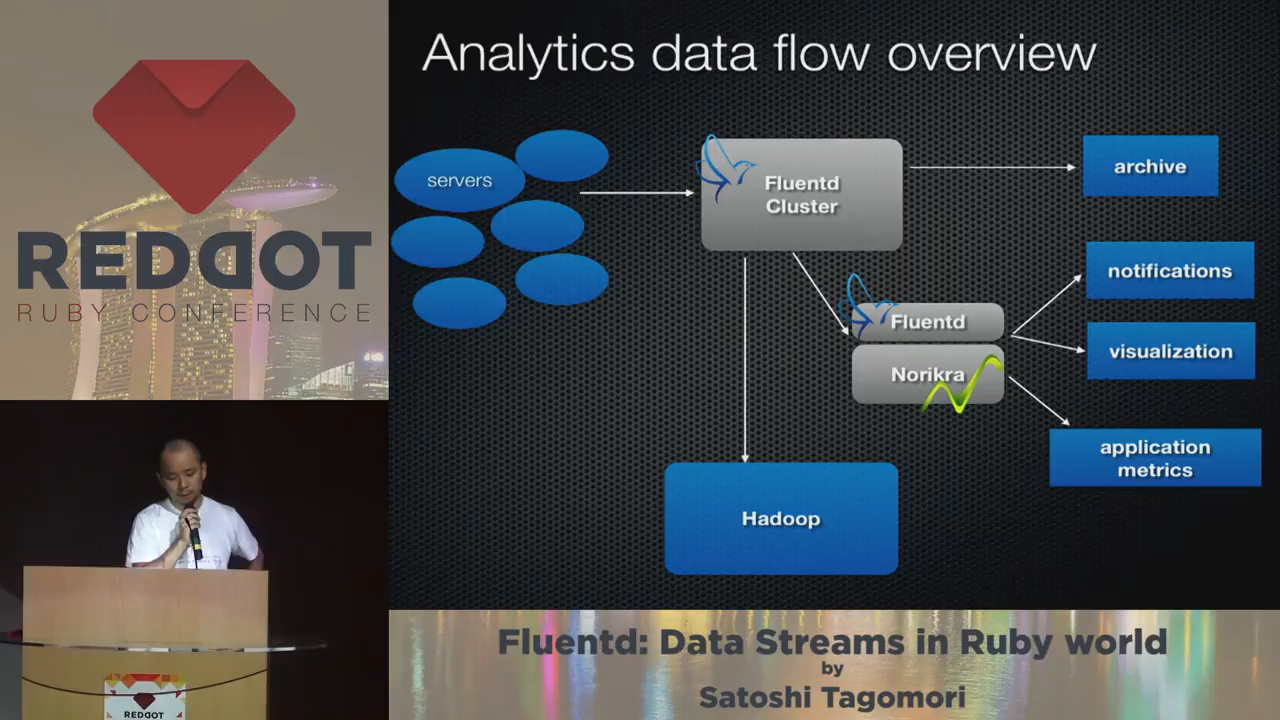 REDDOT
RUBY CONFERENCE
Analytics data flow overview
servers
Fluentd
Cluster
archive
notifications
Fluentd
visualization
Norikra
application
metrics
Hadoop
REDDOT
Fluentd: Data Streams in Ruby world
by
Satoshi Tagomori